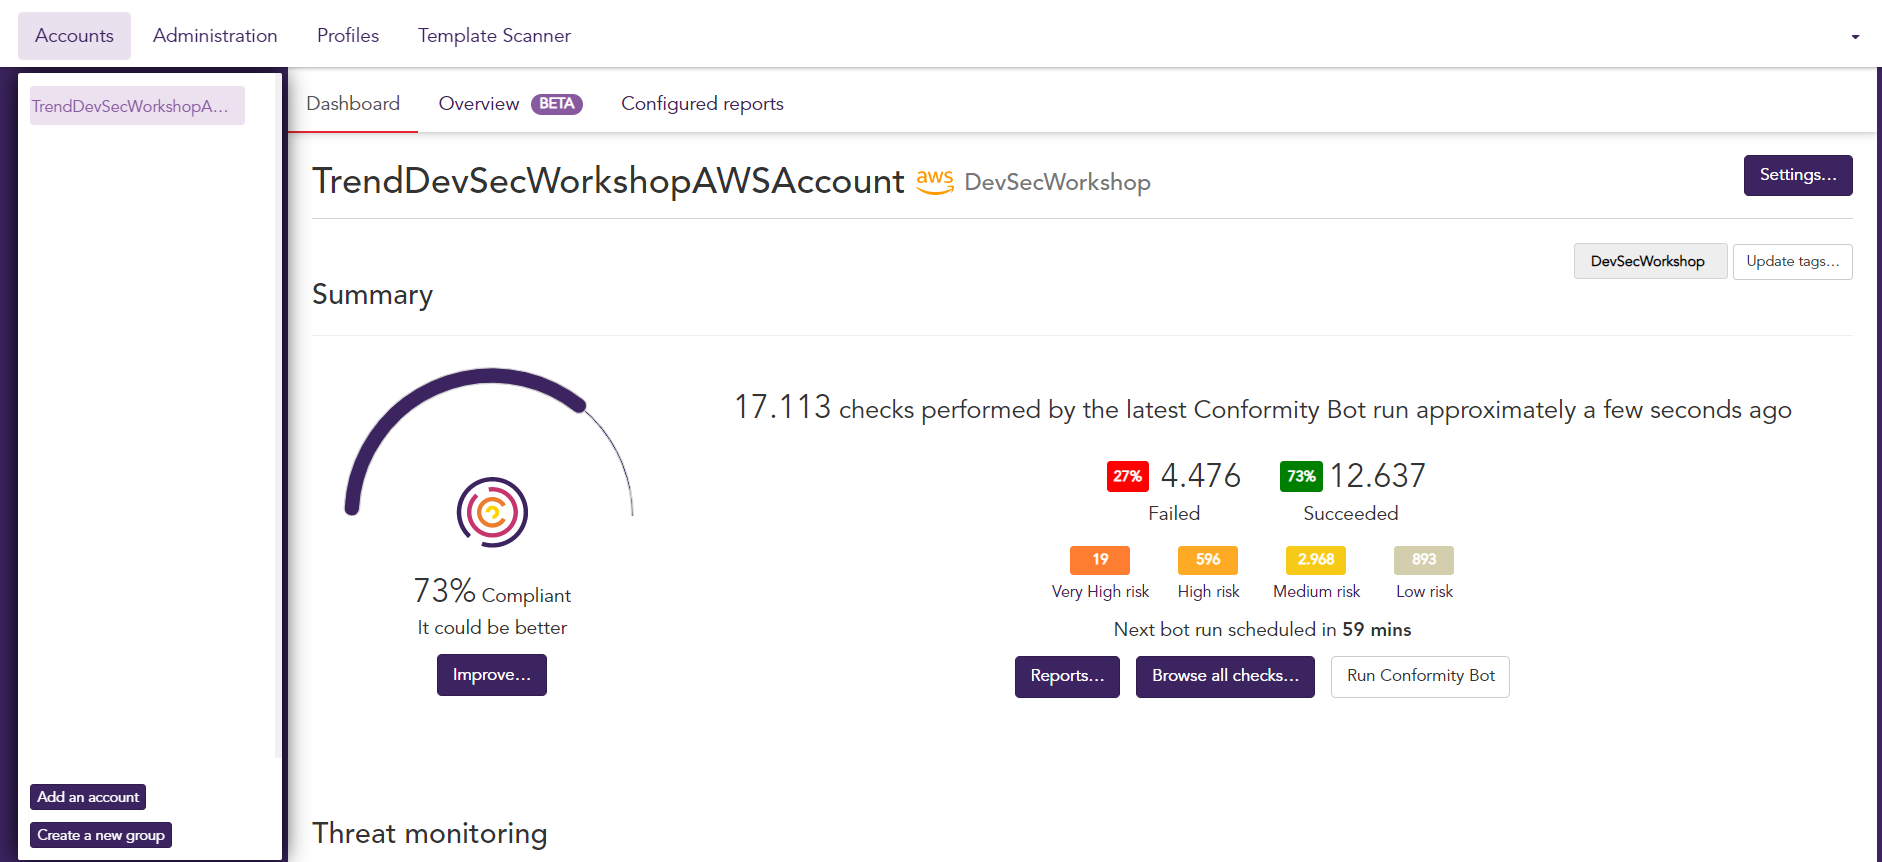 Accounts Administration Profiles Template Scanner
TrendDevSecWorkshopA...
Dashboard Overview BETA Configured reports
TrendDevSecWorkshopAWSAccount aws DevSecWorkshop
Settings...
DevSecWorkshop Update tags...
Summary
17.113 checks performed by the latest Conformity Bot run approximately a few seconds ago
27% 4.476 73% 12.637
Failed Succeeded
19 596 2.968 893
Very High risk High risk Medium risk Low risk
73% Compliant
It could be better
Improve...
Next bot run scheduled in 59 mins
Reports... Browse all checks... Run Conformity Bot
Add an account
Create a new group
Threat monitoring